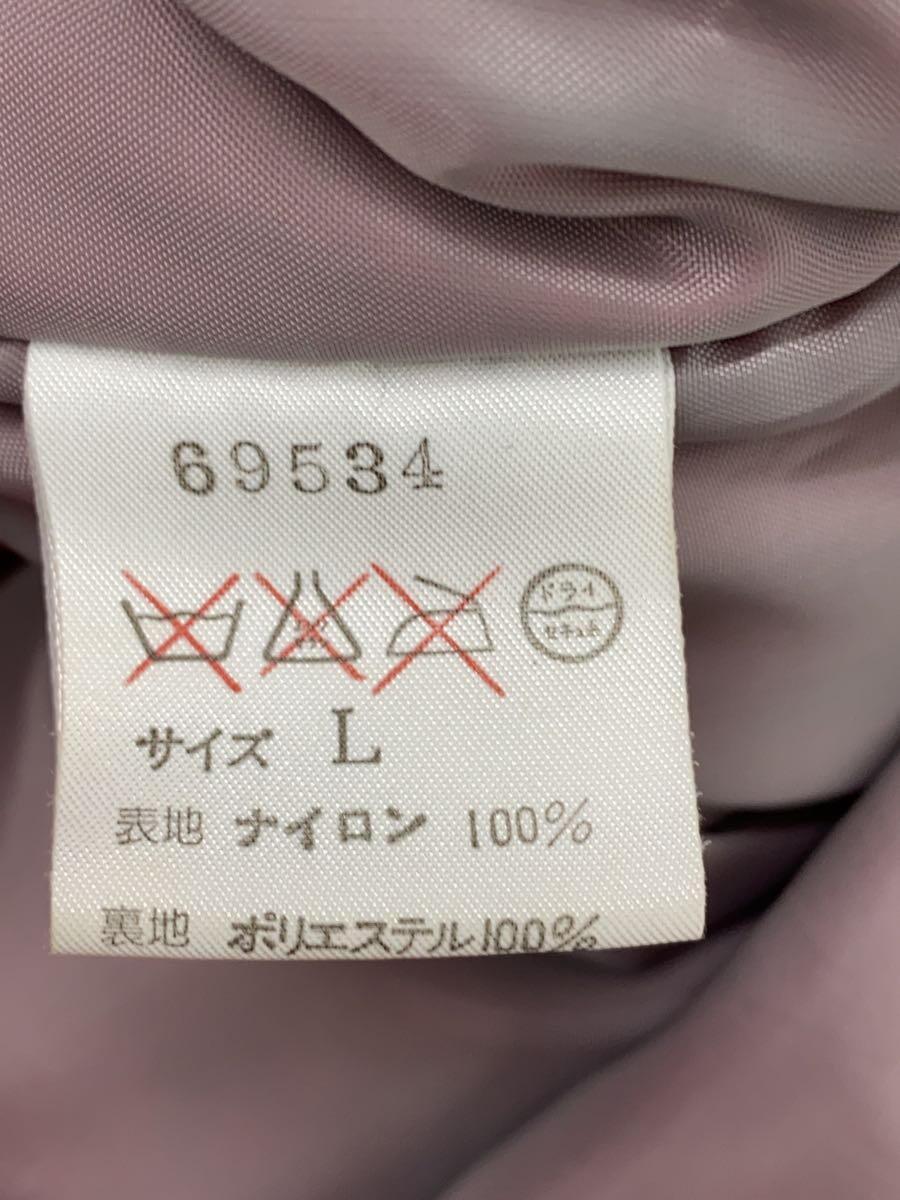 69534
ドライ
セキユ系
サイズ L
表地 ナイロン 100%
裏地 ポリエステル100%